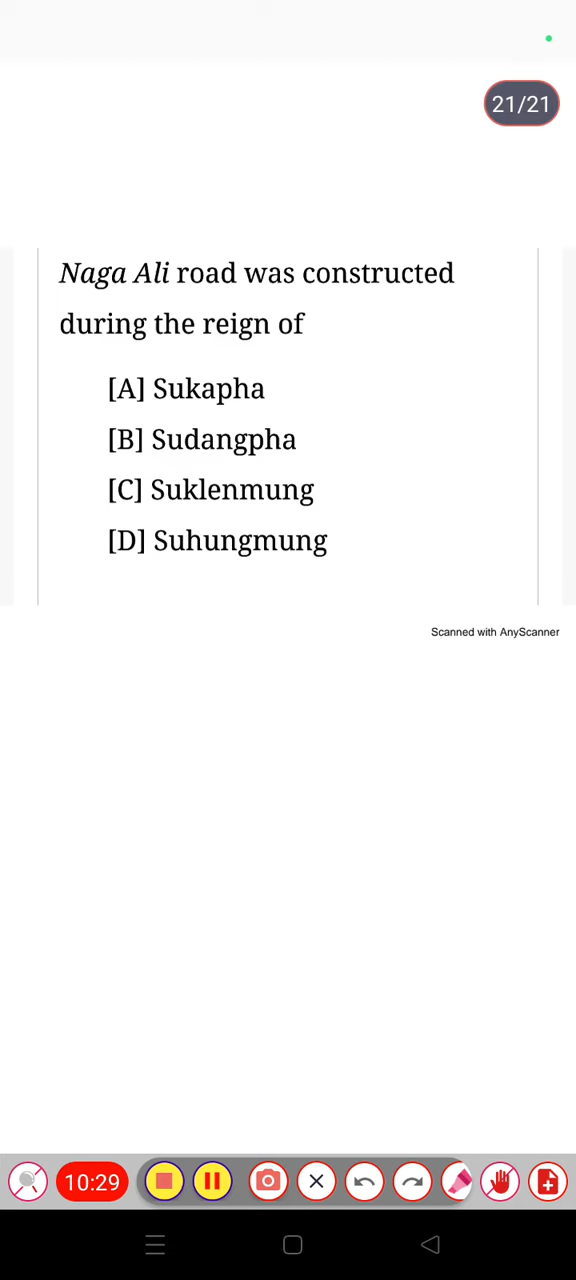 21/21
Naga Ali road was constructed
during the reign of
[A] Sukapha
[B] Sudangpha
[C] Suklenmung
[D] Suhungmung
Scanned with AnyScanner
10:29